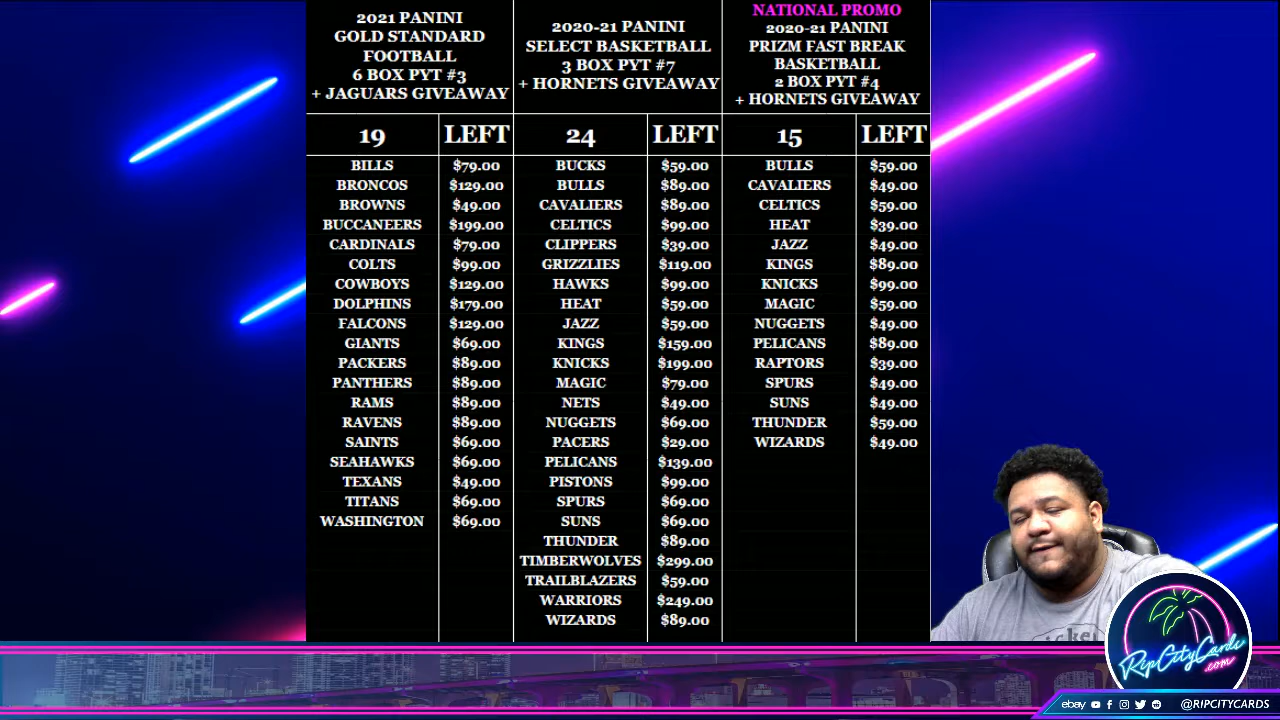 2021 PANINI
GOLD STANDARD
FOOTBALL
6 BOX PYT #3
+ JAGUARS GIVEAWAY
19 LEFT
BILLS $79.00
BRONCOS $129.00
BROWNS $49.00
BUCCANEERS $199.00
CARDINALS $79.00
COLTS $99.00
COWBOYS $129.00
DOLPHINS $179.00
FALCONS $129.00
GIANTS $69.00
PACKERS $89.00
PANTHERS $89.00
RAMS $89.00
RAVENS $89.00
SAINTS $69.00
SEAHAWKS $69.00
TEXANS $49.00
TITANS $69.00
WASHINGTON $69.00
2020-21 PANINI
SELECT BASKETBALL
3 BOX PYT #7
+ HORNETS GIVEAWAY
24 LEFT
BUCKS $59.00
BULLS $89.00
CAVALIERS $89.00
CELTICS $99.00
CLIPPERS $39.00
GRIZZLIES $119.00
HAWKS $99.00
HEAT $59.00
JAZZ $59.00
KINGS $159.00
KNICKS $199.00
MAGIC $79.00
NETS $49.00
NUGGETS $69.00
PACERS $29.00
PELICANS $139.00
PISTONS $99.00
SPURS $69.00
SUNS $69.00
THUNDER $89.00
TIMBERWOLVES $299.00
TRAILBLAZERS $59.00
WARRIORS $249.00
WIZARDS $89.00
NATIONAL PROMO
2020-21 PANINI
PRIZM FAST BREAK
BASKETBALL
2 BOX PYT #4
+ HORNETS GIVEAWAY
15 LEFT
BULLS $59.00
CAVALIERS $49.00
CELTICS $59.00
HEAT $39.00
JAZZ $49.00
KINGS $89.00
KNICKS $99.00
MAGIC $59.00
NUGGETS $49.00
PELICANS $89.00
RAPTORS $39.00
SPURS $49.00
SUNS $49.00
THUNDER $59.00
WIZARDS $49.00
RipCityCards
.com
ebay @RIPCITYCARDS